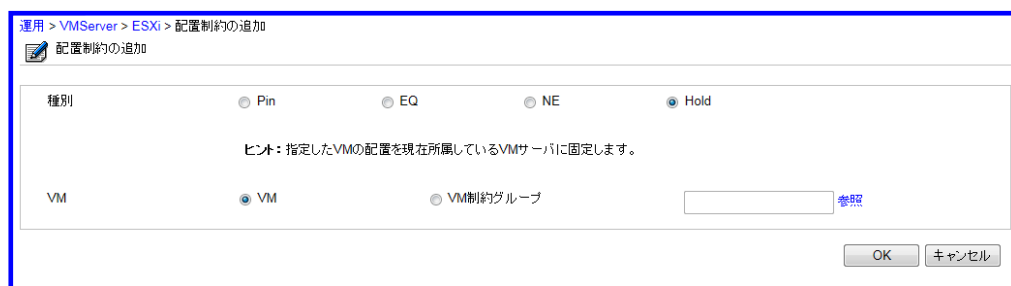 運用 > VMServer > ESXi > 配置制約の追加
配置制約の追加
種別 Pin EQ NE Hold
ヒント：指定したVMの配置を現在所属しているVMサーバに固定します。
VM VM VM制約グループ 参照
OK キャンセル